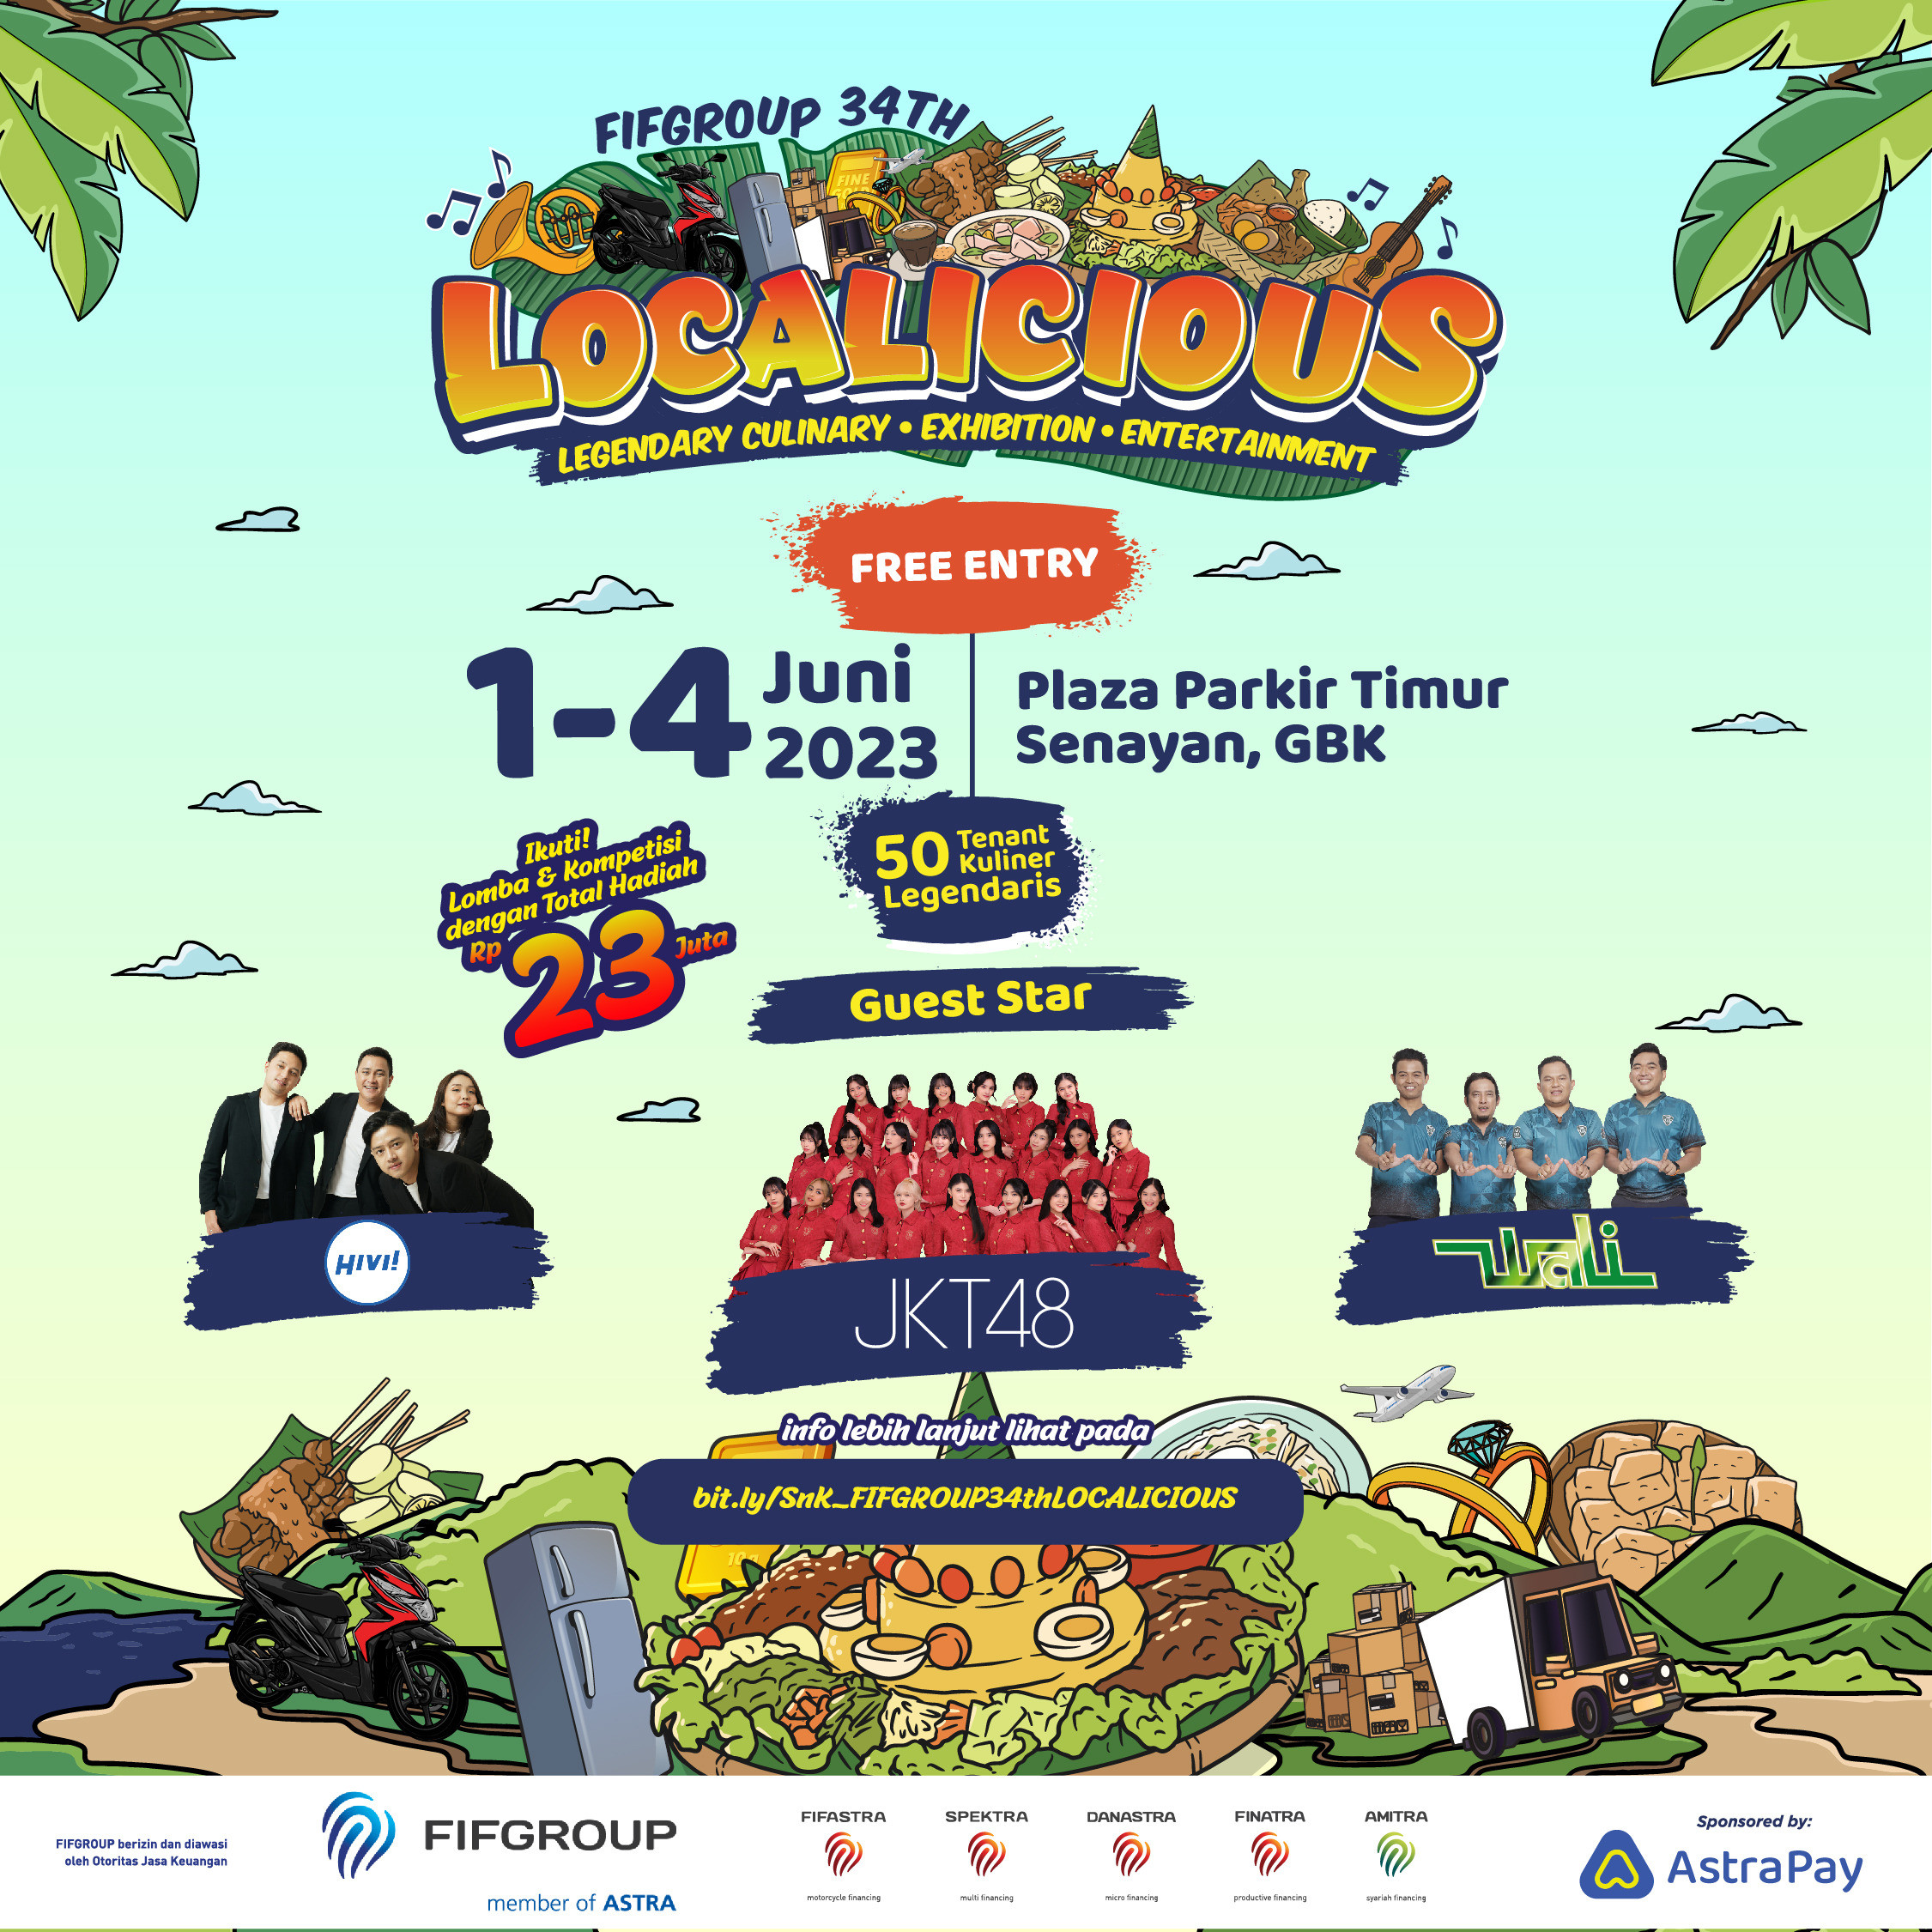 FIFGROUP 34TH
FINE
GOLD
LOCALICIOUS
LEGENDARY CULINARY • EXHIBITION • ENTERTAINMENT
FREE ENTRY
1-4 Juni
2023
Plaza Parkir Timur
Senayan, GBK
Ikuti!
Lomba & Kompetisi
dengan Total Hadiah
Rp 23 Juta
50 Tenant
Kuliner
Legendaris
Guest Star
HIVI!
JKT48
Wali
info lebih lanjut lihat pada
bit.ly/SnK_FIFGROUP34thLOCALICIOUS
10g
FIFGROUP berizin dan diawasi
oleh Otoritas Jasa Keuangan
FIFGROUP
member of ASTRA
FIFASTRA
motorcycle financing
SPEKTRA
multi financing
DANASTRA
micro financing
FINATRA
productive financing
AMITRA
syariah financing
Sponsored by:
AstraPay